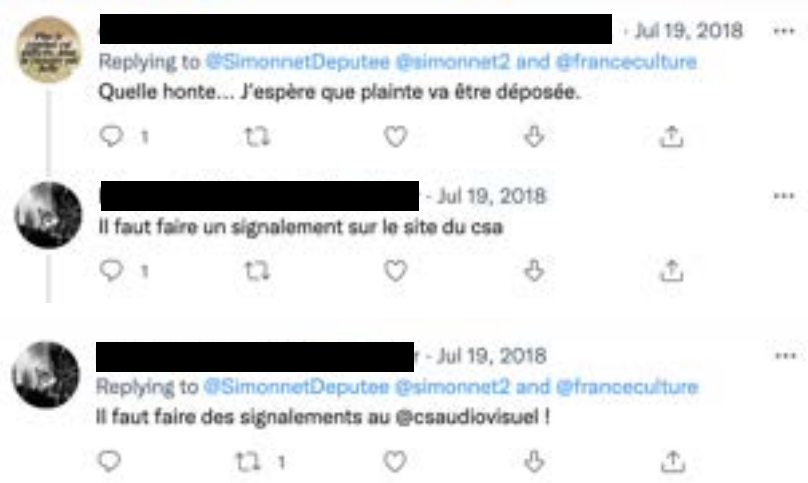 · Jul 19, 2018
Replying to @SimonnetDeputee @simonnet2 and @franceculture
Quelle honte... J'espère que plainte va être déposée.
1
· Jul 19, 2018
Il faut faire un signalement sur le site du csa
1
· Jul 19, 2018
Replying to @SimonnetDeputee @simonnet2 and @franceculture
Il faut faire des signalements au @csaudiovisuel !
1